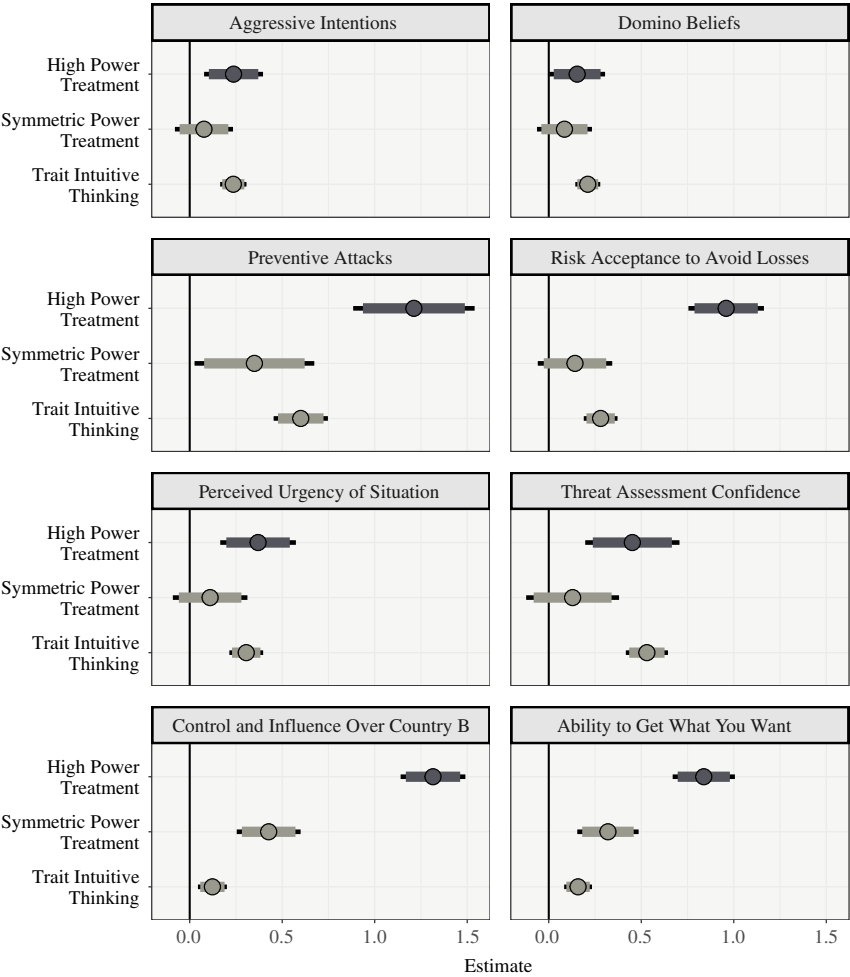 Aggressive Intentions
Domino Beliefs
High Power
Treatment
Symmetric Power
Treatment
Trait Intuitive
Thinking
Preventive Attacks
Risk Acceptance to Avoid Losses
High Power
Treatment
Symmetric Power
Treatment
Trait Intuitive
Thinking
Perceived Urgency of Situation
Threat Assessment Confidence
High Power
Treatment
Symmetric Power
Treatment
Trait Intuitive
Thinking
Control and Influence Over Country B
Ability to Get What You Want
High Power
Treatment
Symmetric Power
Treatment
Trait Intuitive
Thinking
0.0 0.5 1.0 1.5 0.0 0.5 1.0 1.5
Estimate